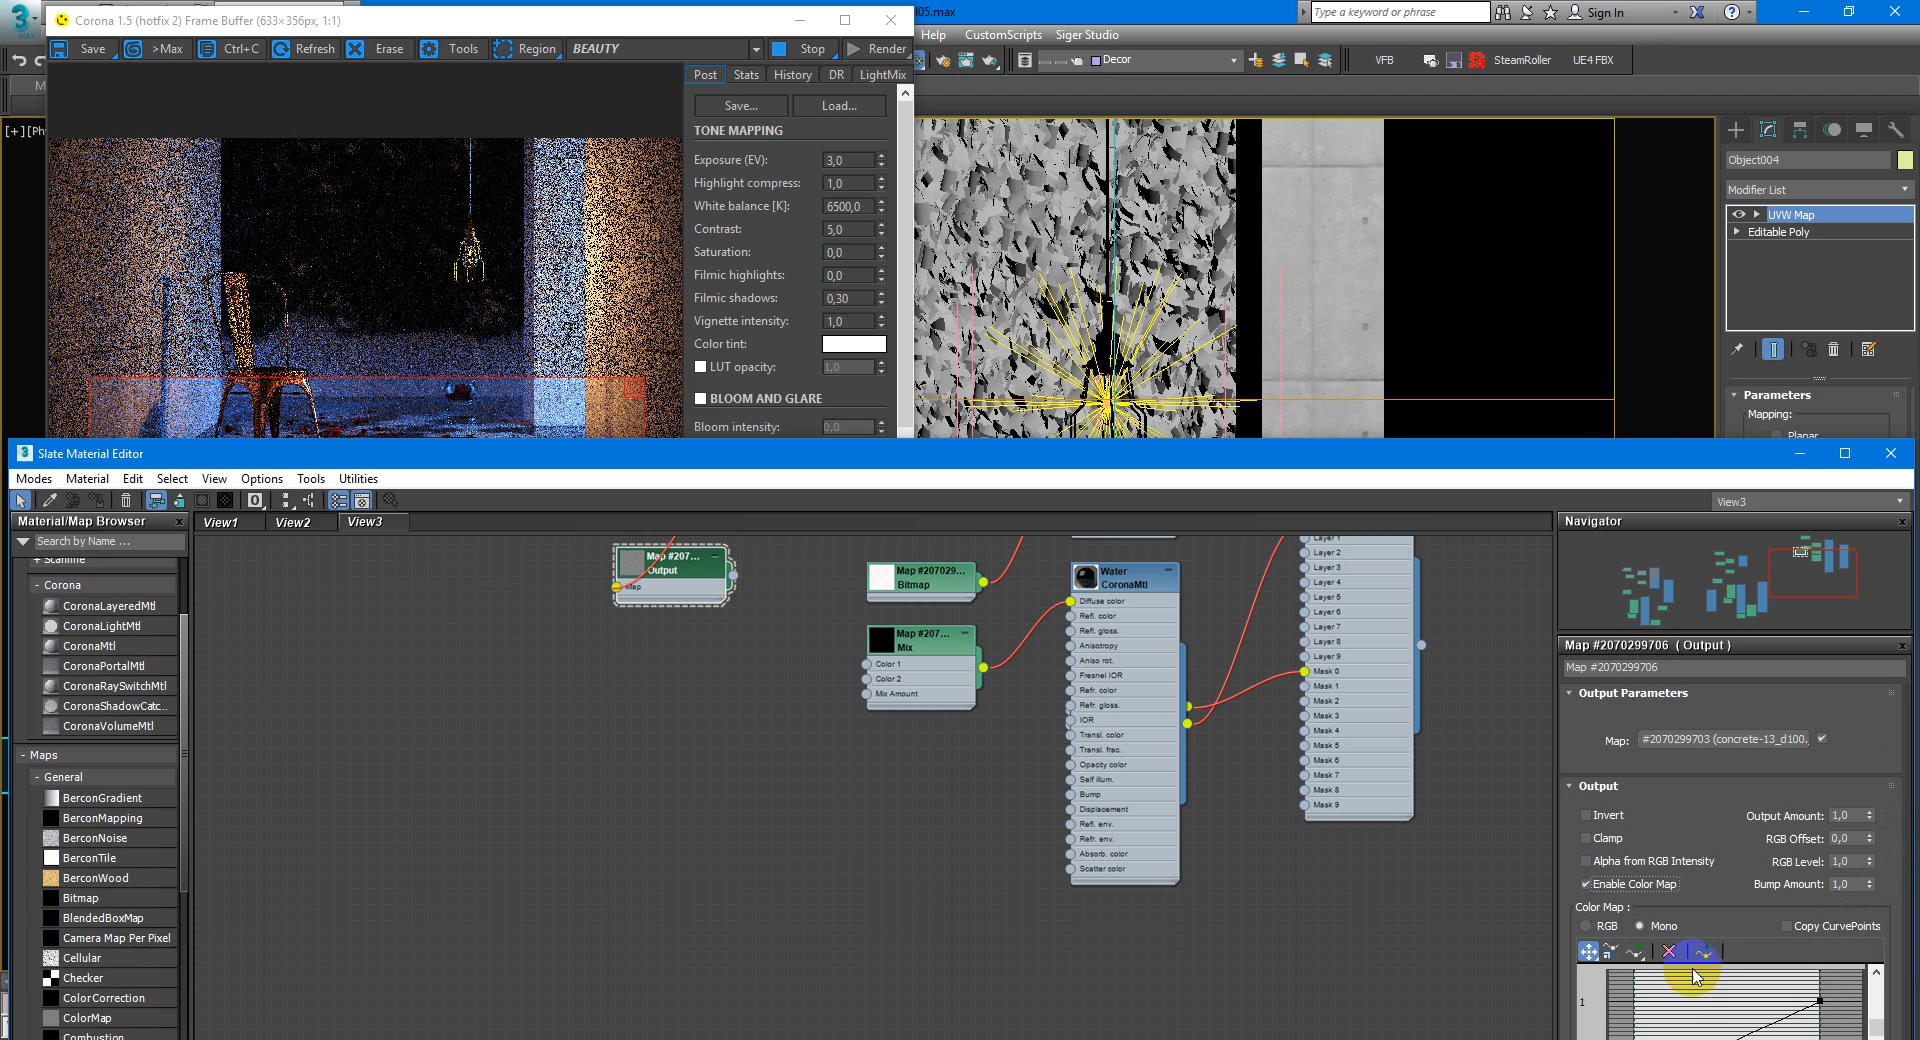 Corona 1.5 (hotfix 2) Frame Buffer (633×356px, 1:1)
05.max
Type a keyword or phrase
Sign In
Save
>Max
Ctrl+C
Refresh
Erase
Tools
Region
BEAUTY
Stop
Render
Help
CustomScripts
Siger Studio
Decor
VFB
SteamRoller
UE4 FBX
Post
Stats
History
DR
LightMix
Save...
Load...
TONE MAPPING
Exposure (EV): 3,0
Highlight compress: 1,0
White balance [K]: 6500,0
Contrast: 5,0
Saturation: 0,0
Filmic highlights: 0,0
Filmic shadows: 0,30
Vignette intensity: 1,0
Color tint:
LUT opacity: 1,0
BLOOM AND GLARE
Bloom intensity: 0,0
Object004
Modifier List
UVW Map
Editable Poly
Parameters
Mapping:
Planar
Slate Material Editor
Modes
Material
Edit
Select
View
Options
Tools
Utilities
View3
Material/Map Browser
Search by Name ...
+ Scanline
- Corona
CoronaLayeredMtl
CoronaLightMtl
CoronaMtl
CoronaPortalMtl
CoronaRaySwitchMtl
CoronaShadowCatc...
CoronaVolumeMtl
- Maps
- General
BerconGradient
BerconMapping
BerconNoise
BerconTile
BerconWood
Bitmap
BlendedBoxMap
Camera Map Per Pixel
Cellular
Checker
ColorCorrection
ColorMap
Combustion
View1
View2
View3
Map #207...
Output
Map
Map #207029...
Bitmap
Map #207...
Mix
Color 1
Color 2
Mix Amount
Water
CoronaMtl
Diffuse color
Refl. color
Refl. gloss.
Anisotropy
Aniso rot.
Fresnel IOR
Refr. color
Refr. gloss.
IOR
Transl. color
Transl. frac.
Opacity color
Self illum.
Bump
Displacement
Refl. env.
Refr. env.
Absorb. color
Scatter color
Layer 1
Layer 2
Layer 3
Layer 4
Layer 5
Layer 6
Layer 7
Layer 8
Layer 9
Mask 0
Mask 1
Mask 2
Mask 3
Mask 4
Mask 5
Mask 6
Mask 7
Mask 8
Mask 9
Navigator
Map #2070299706 ( Output )
Map #2070299706
Output Parameters
Map: #2070299703 (concrete-13_d100,
Output
Invert
Output Amount: 1,0
Clamp
RGB Offset: 0,0
Alpha from RGB Intensity
RGB Level: 1,0
Enable Color Map
Bump Amount: 1,0
Color Map :
RGB
Mono
Copy CurvePoints
1